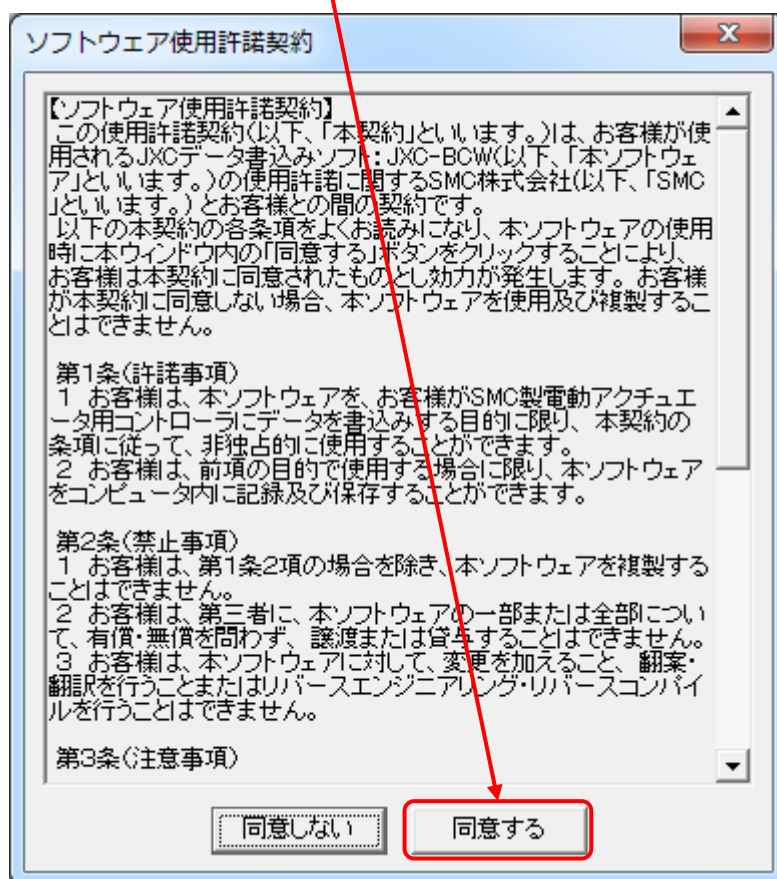 ソフトウェア使用許諾契約
【ソフトウェア使用許諾契約】
この使用許諾契約(以下、「本契約」といいます。)は、お客様が使
用されるJXCデータ書込みソフト：JXC-BCW(以下、「本ソフトウェ
ア」といいます。)の使用許諾に関するSMC株式会社(以下、「SMC
」といいます。)とお客様との間の契約です。
以下の本契約の各条項をよくお読みになり、本ソフトウェアの使用
時に本ウィンドウ内の「同意する」ボタンをクリックすることにより、
お客様は本契約に同意されたものとし効力が発生します。お客様
が本契約に同意しない場合、本ソフトウェアを使用及び複製するこ
とはできません。
第1条(許諾事項)
1 お客様は、本ソフトウェアを、お客様がSMC製電動アクチュエ
ータ用コントローラにデータを書込みする目的に限り、本契約の
条項に従って、非独占的に使用することができます。
2 お客様は、前項の目的で使用する場合に限り、本ソフトウェア
をコンピュータ内に記録及び保存することができます。
第2条(禁止事項)
1 お客様は、第1条2項の場合を除き、本ソフトウェアを複製する
ことはできません。
2 お客様は、第三者に、本ソフトウェアの一部または全部につい
て、有償・無償を問わず、譲渡または貸与することはできません。
3 お客様は、本ソフトウェアに対して、変更を加えること、翻案・
翻訳を行うことまたはリバースエンジニアリング・リバースコンパイ
ルを行うことはできません。
第3条(注意事項)
同意しない
同意する